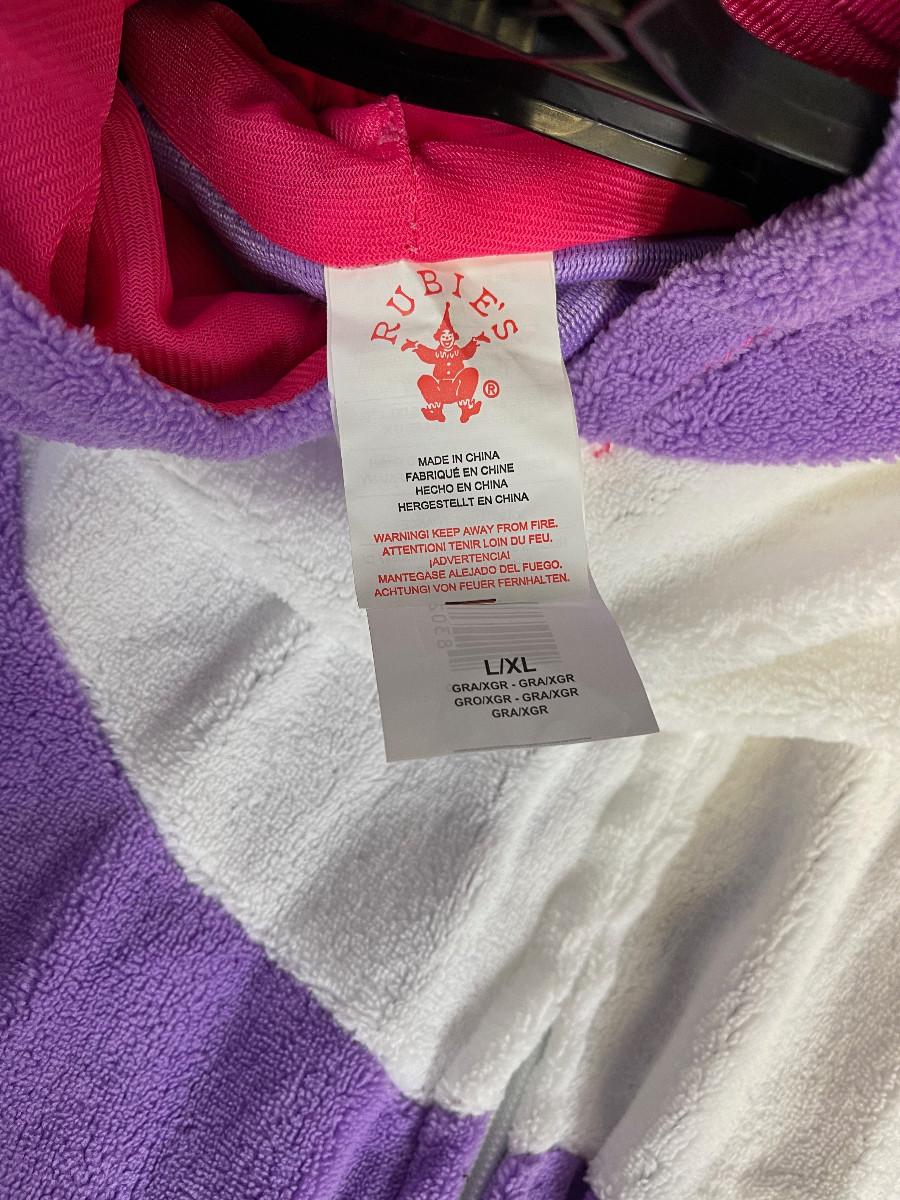 RUBIE'S
®
MADE IN CHINA
FABRIQUÉ EN CHINE
HECHO EN CHINA
HERGESTELLT EN CHINA
WARNING! KEEP AWAY FROM FIRE.
ATTENTION! TENIR LOIN DU FEU.
¡ADVERTENCIA!
MANTEGASE ALEJADO DEL FUEGO.
ACHTUNG! VON FEUER FERNHALTEN.
L/XL
GRA/XGR - GRA/XGR
GRO/XGR - GRA/XGR
GRA/XGR